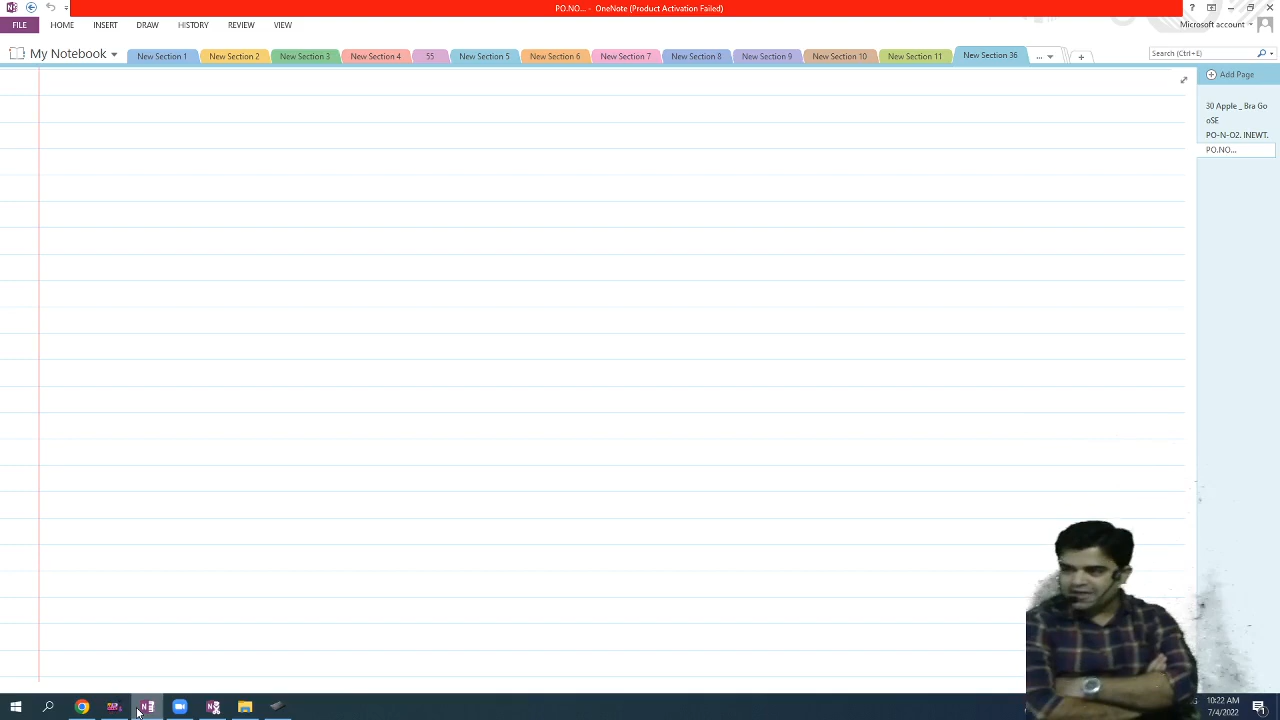 PO.NO... - OneNote (Product Activation Failed)
?
FILE HOME INSERT DRAW HISTORY REVIEW VIEW
Microsoft account
My Notebook
New Section 1 New Section 2 New Section 3 New Section 4 55 New Section 5 New Section 6 New Section 7 New Section 8 New Section 9 New Section 10 New Section 11 New Section 36 ... +
Search (Ctrl+E)
Add Page
30 Apple _ Bra Go
oSE
PO-N-O2. INEWT.
PO.NO...
10:22 AM
7/4/2022